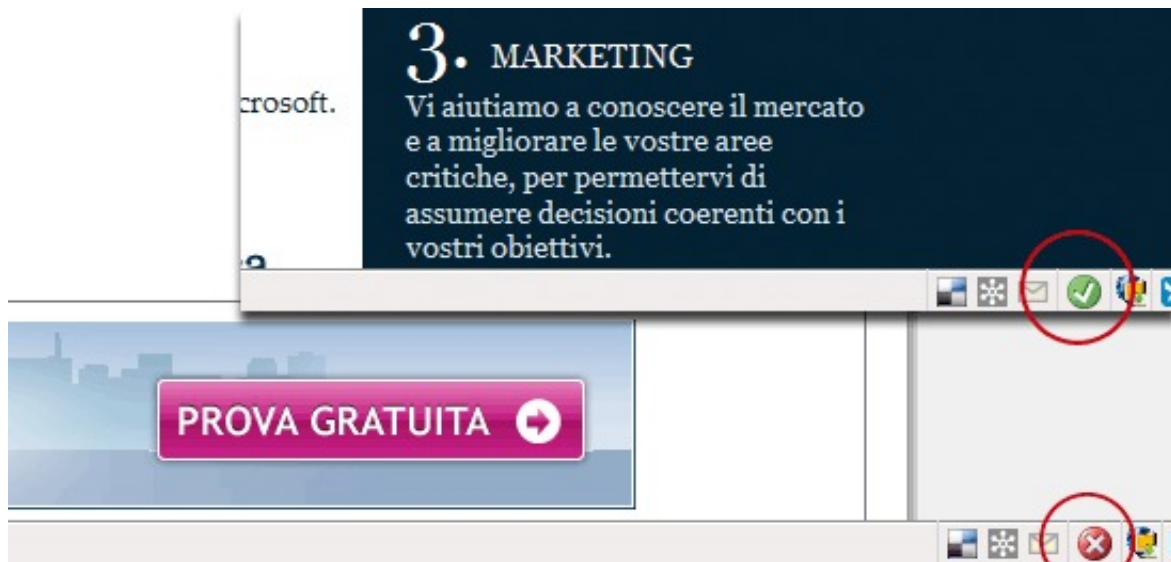 3. MARKETING
Vi aiutiamo a conoscere il mercato
e a migliorare le vostre aree
critiche, per permettervi di
assumere decisioni coerenti con i
vostri obiettivi.
crosoft.
PROVA GRATUITA